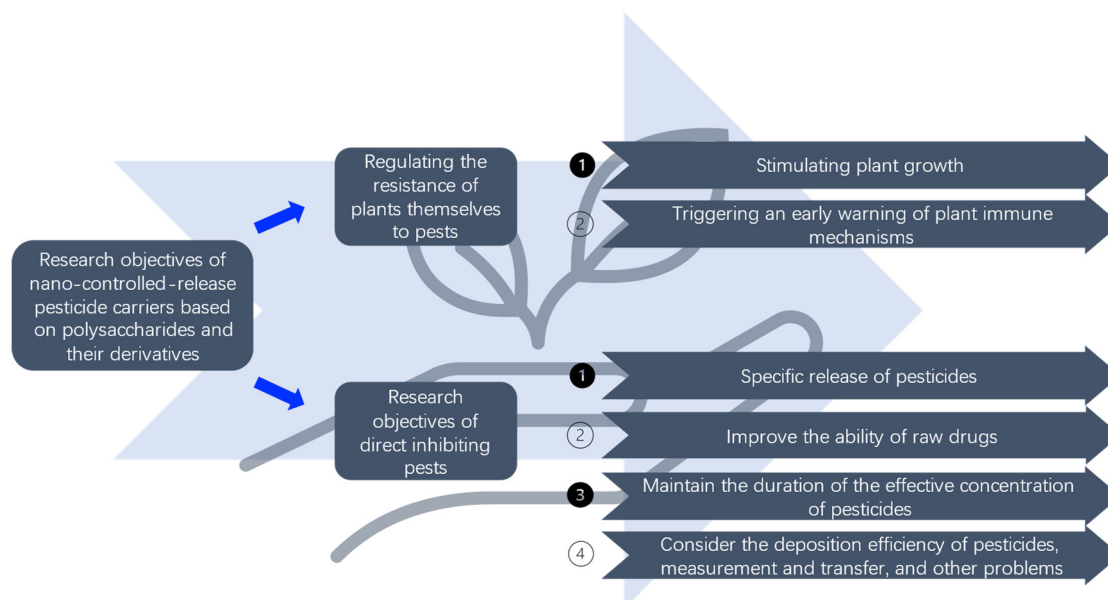 Research objectives of
nano-controlled-release
pesticide carriers based
on polysaccharides and
their derivatives
Regulating the
resistance of
plants themselves
to pests
1 Stimulating plant growth
2 Triggering an early warning of plant immune
mechanisms
Research
objectives of
direct inhibiting
pests
1 Specific release of pesticides
2 Improve the ability of raw drugs
3 Maintain the duration of the effective concentration
of pesticides
4 Consider the deposition efficiency of pesticides,
measurement and transfer, and other problems